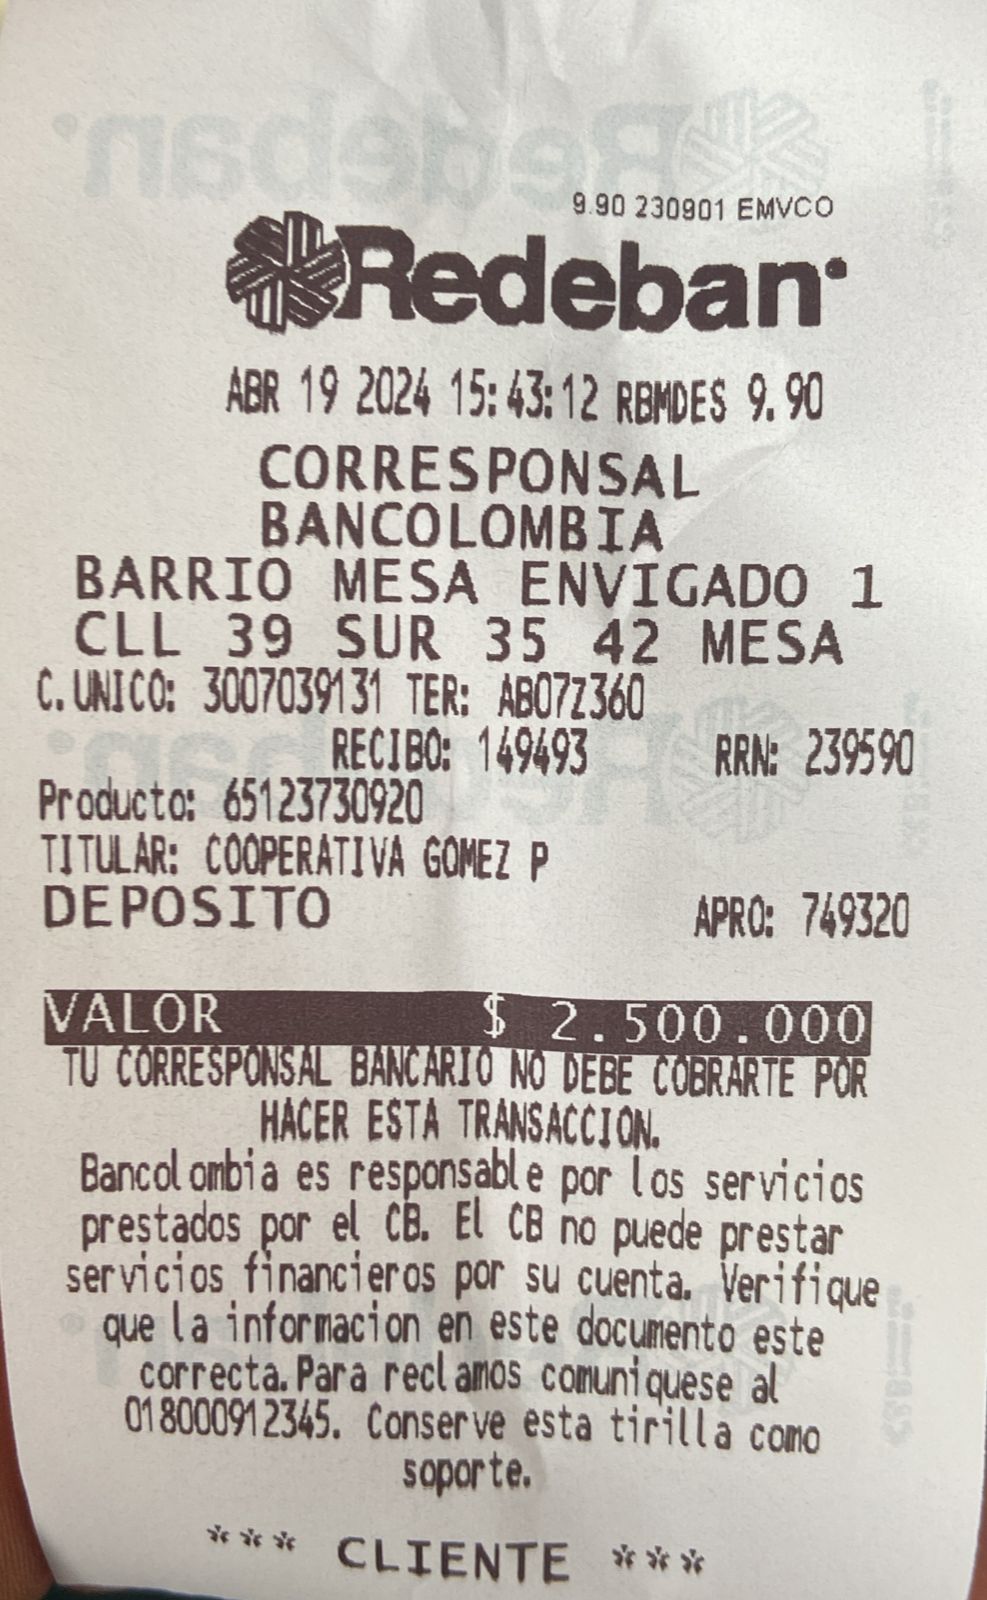 9.90 230901 EMVCO
Redeban
ABR 19 2024 15:43:12 RBMDES 9.90
CORRESPONSAL
BANCOLOMBIA
BARRIO MESA ENVIGADO 1
CLL 39 SUR 35 42 MESA
C.UNICO: 3007039131 TER: AB07Z360
RECIBO: 149493 RRN: 239590
Producto: 65123730920
TITULAR: COOPERATIVA GOMEZ P
DEPOSITO APRO: 749320
VALOR $ 2.500.000
TU CORRESPONSAL BANCARIO NO DEBE COBRARTE POR
HACER ESTA TRANSACCION.
Bancolombia es responsable por los servicios
prestados por el CB. El CB no puede prestar
servicios financieros por su cuenta. Verifique
que la informacion en este documento este
correcta.Para reclamos comuniquese al
018000912345. Conserve esta tirilla como
soporte.
*** CLIENTE ***